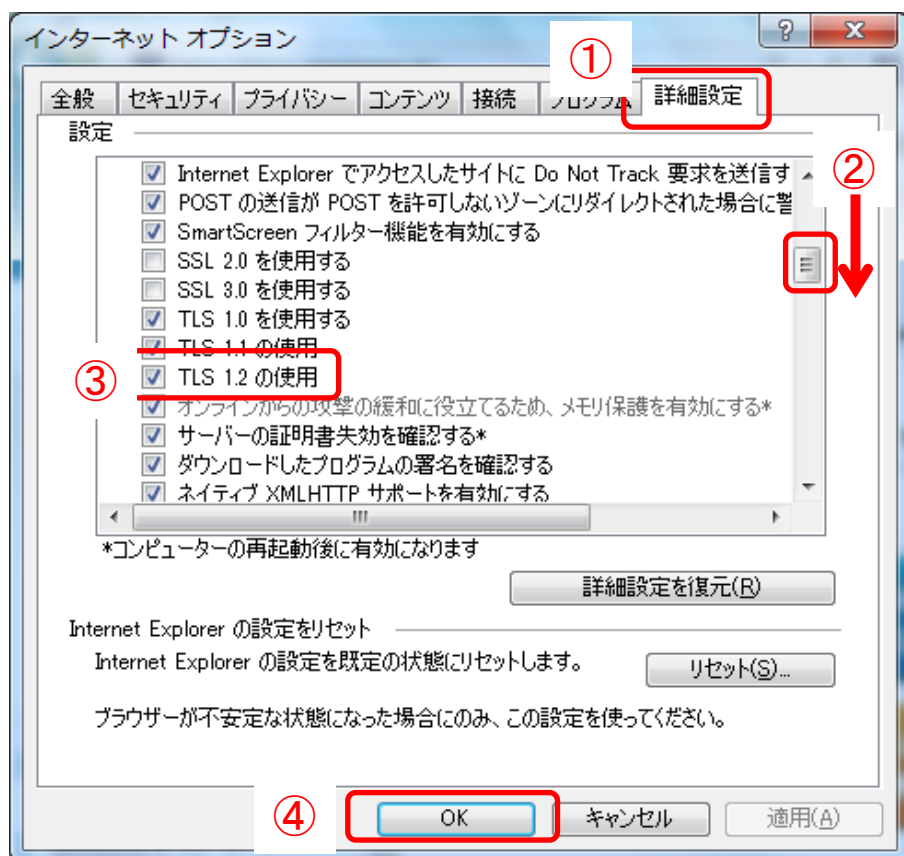 インターネット オプション
①
全般 セキュリティ プライバシー コンテンツ 接続 プログラム 詳細設定
設定
②
Internet Explorer でアクセスしたサイトに Do Not Track 要求を送信す
POST の送信が POST を許可しないゾーンにリダイレクトされた場合に警
SmartScreen フィルター機能を有効にする
SSL 2.0 を使用する
SSL 3.0 を使用する
TLS 1.0 を使用する
TLS 1.1 の使用
③
TLS 1.2 の使用
オンラインからの攻撃の緩和に役立てるため、メモリ保護を有効にする*
サーバーの証明書失効を確認する*
ダウンロードしたプログラムの署名を確認する
ネイティブ XMLHTTP サポートを有効にする
*コンピューターの再起動後に有効になります
詳細設定を復元(R)
Internet Explorer の設定をリセット
Internet Explorer の設定を既定の状態にリセットします。
リセット(S)...
ブラウザーが不安定な状態になった場合にのみ、この設定を使ってください。
④
OK キャンセル 適用(A)